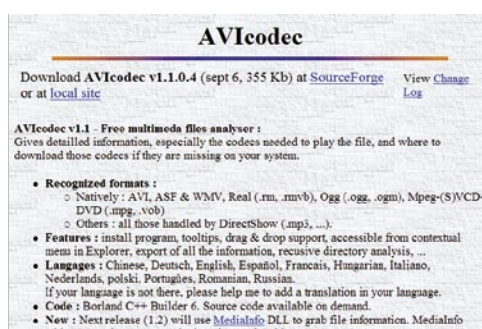 AVIcodec
Download AVIcodec v1.1.0.4 (sept 6, 355 Kb) at SourceForge
or at local site
View Change
Log
AVIcodec v1.1 - Free multimeda files analyser :
Gives detailled information, especially the codecs needed to play the file, and where to
download those codecs if they are missing on your system.
• Recognized formats :
○ Natively : AVI, ASF & WMV, Real (.rm, .rmvb), Ogg (.ogg, .ogm), Mpeg-(S)VCD-
DVD (.mpg, .vob)
○ Others : all those handled by DirectShow (.mp3, ...).
• Features : install program, tooltips, drag & drop support, accessible from contextual
menu in Explorer, export of all the information, recusive directory analysis, ...
• Langages : Chinese, Deutsch, English, Español, Francais, Hungarian, Italiano,
Nederlands, polski. Portugües, Romanian, Russian.
If your language is not there, please help me to add a translation in your language.
• Code : Borland C++ Builder 6. Source code available on demand.
• New : Next release (1.2) will use MediaInfo DLL to grab file information. MediaInfo